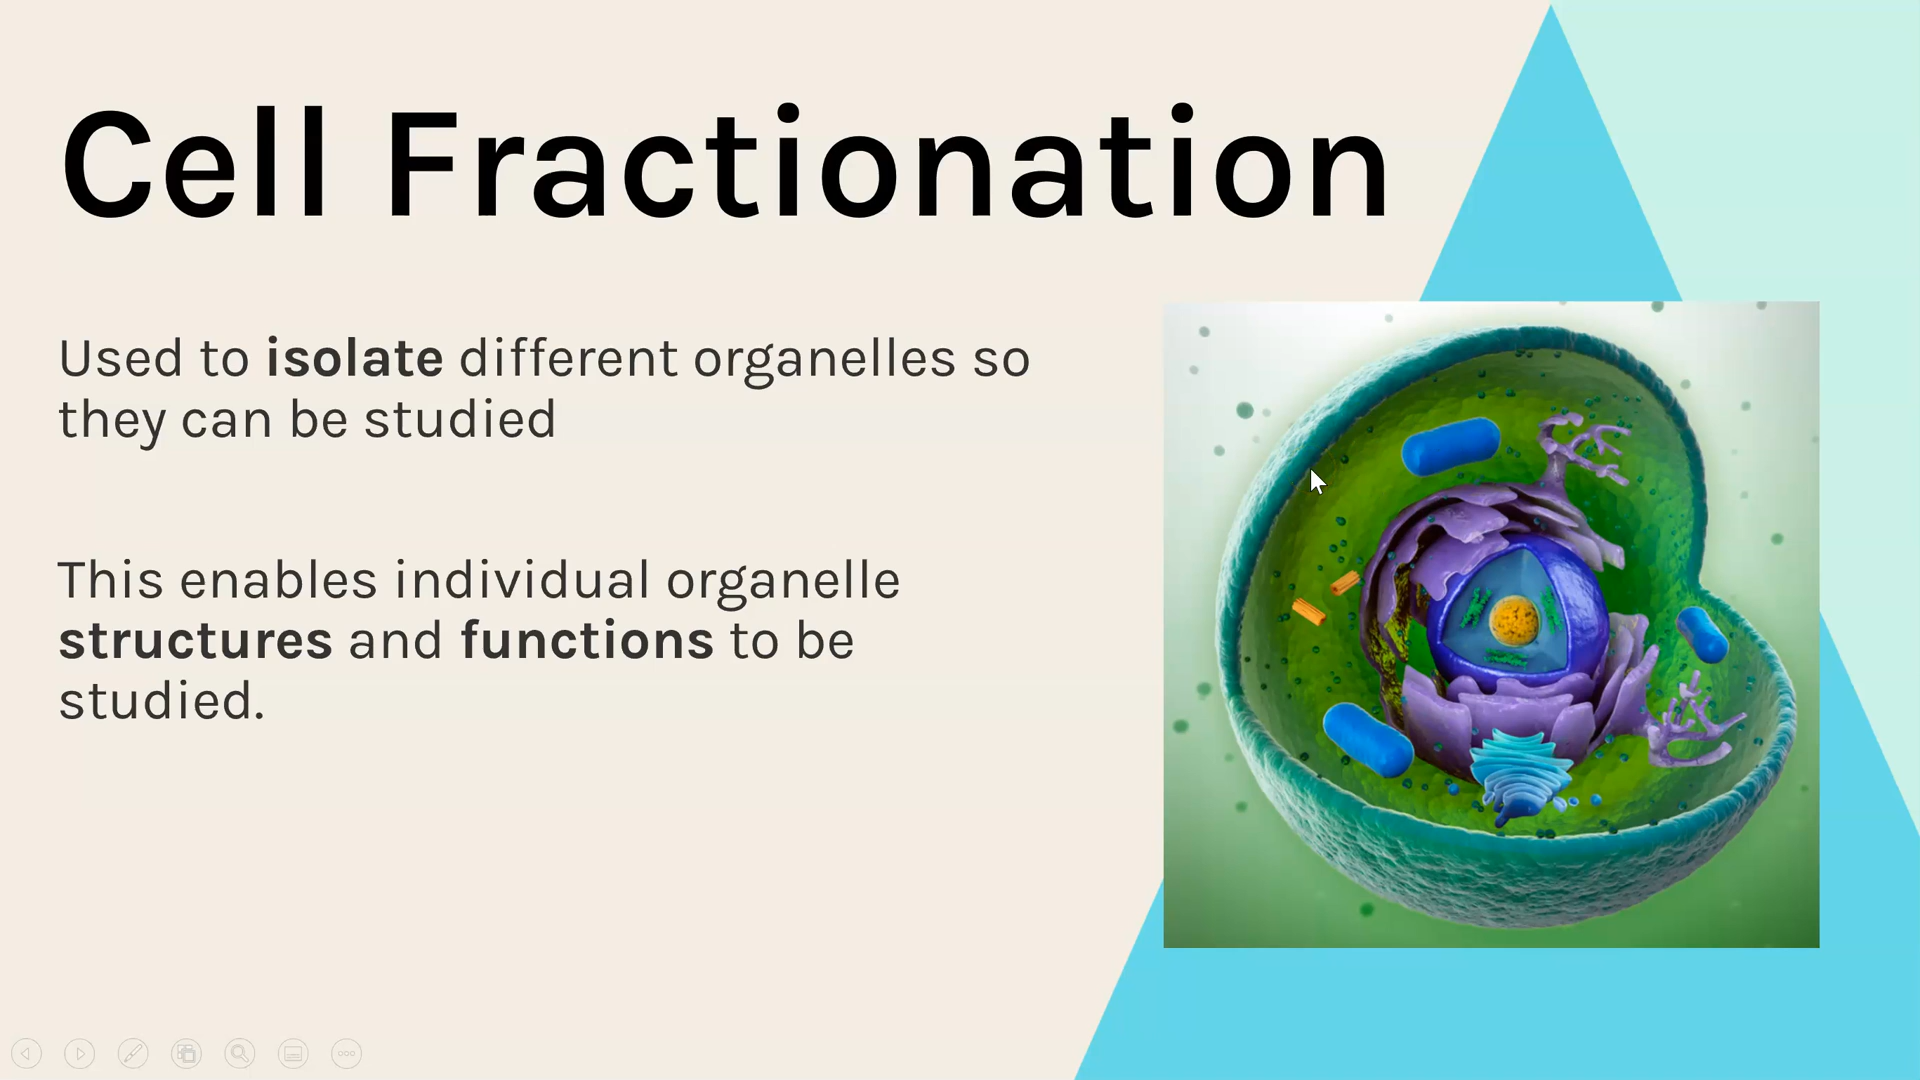 Cell Fractionation
Used to isolate different organelles so
they can be studied
This enables individual organelle
structures and functions to be
studied.